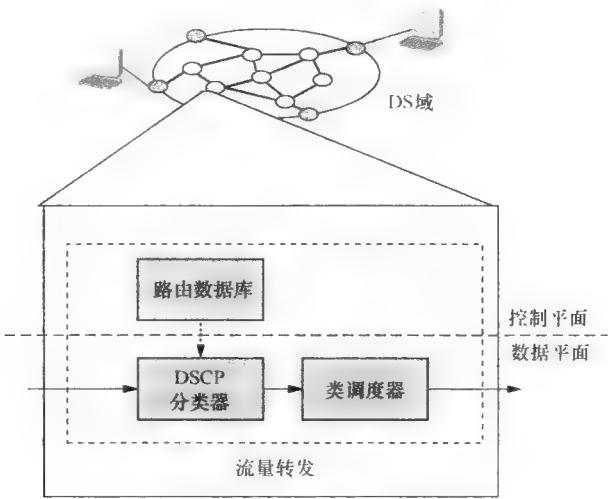 DS域
路由数据库
控制平面
数据平面
DSCP
分类器
类调度器
流量转发